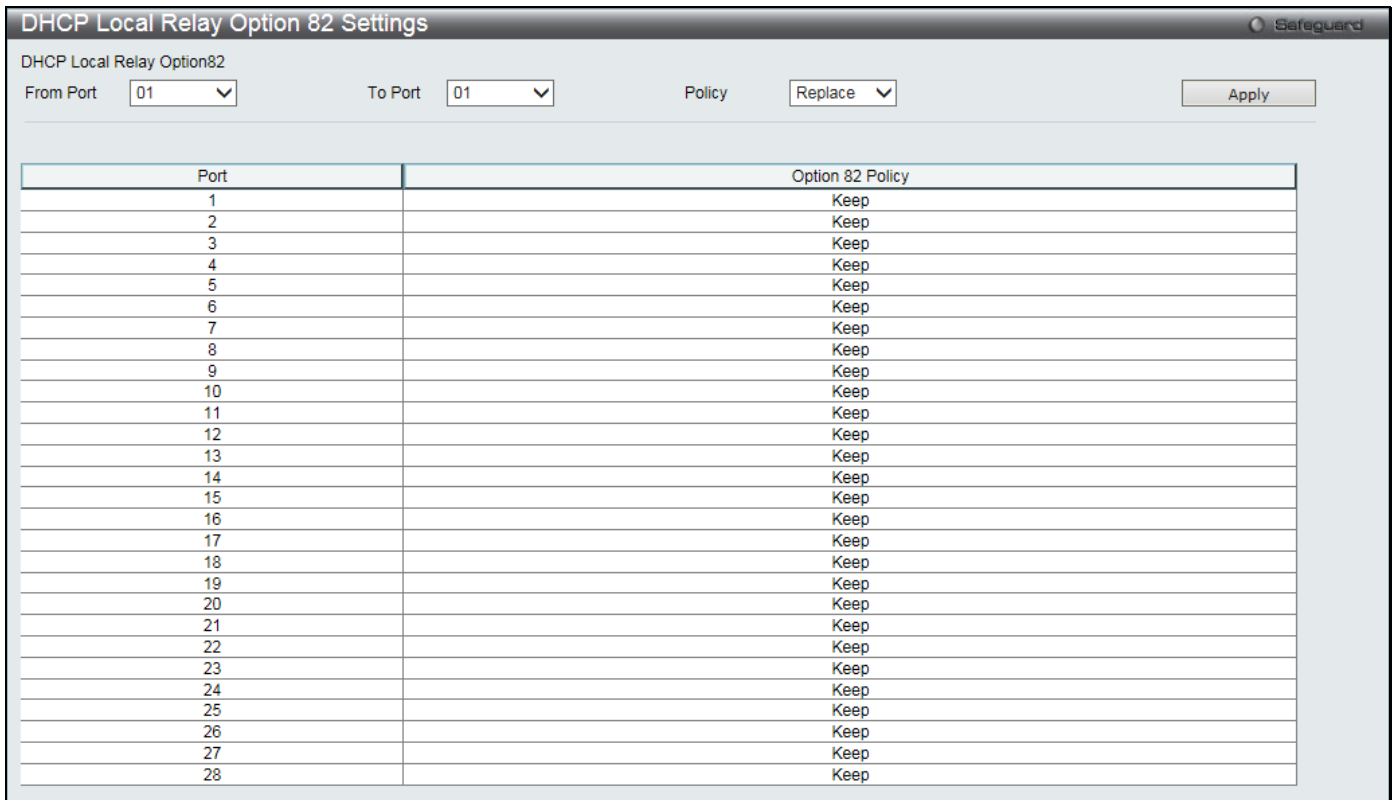 DHCP Local Relay Option 82 Settings Safeguard
DHCP Local Relay Option82
From Port 01 To Port 01 Policy Replace Apply
Port Option 82 Policy
1 Keep
2 Keep
3 Keep
4 Keep
5 Keep
6 Keep
7 Keep
8 Keep
9 Keep
10 Keep
11 Keep
12 Keep
13 Keep
14 Keep
15 Keep
16 Keep
17 Keep
18 Keep
19 Keep
20 Keep
21 Keep
22 Keep
23 Keep
24 Keep
25 Keep
26 Keep
27 Keep
28 Keep